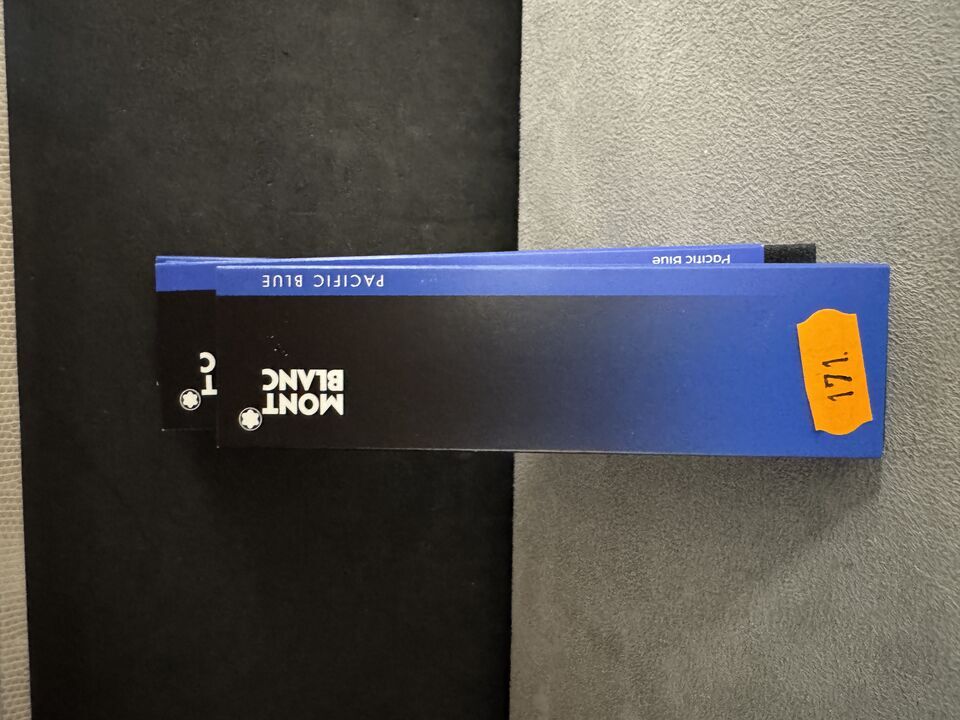 PACIFIC BLUE
Pacific Blue
MONT
BLANC
T
C
171.